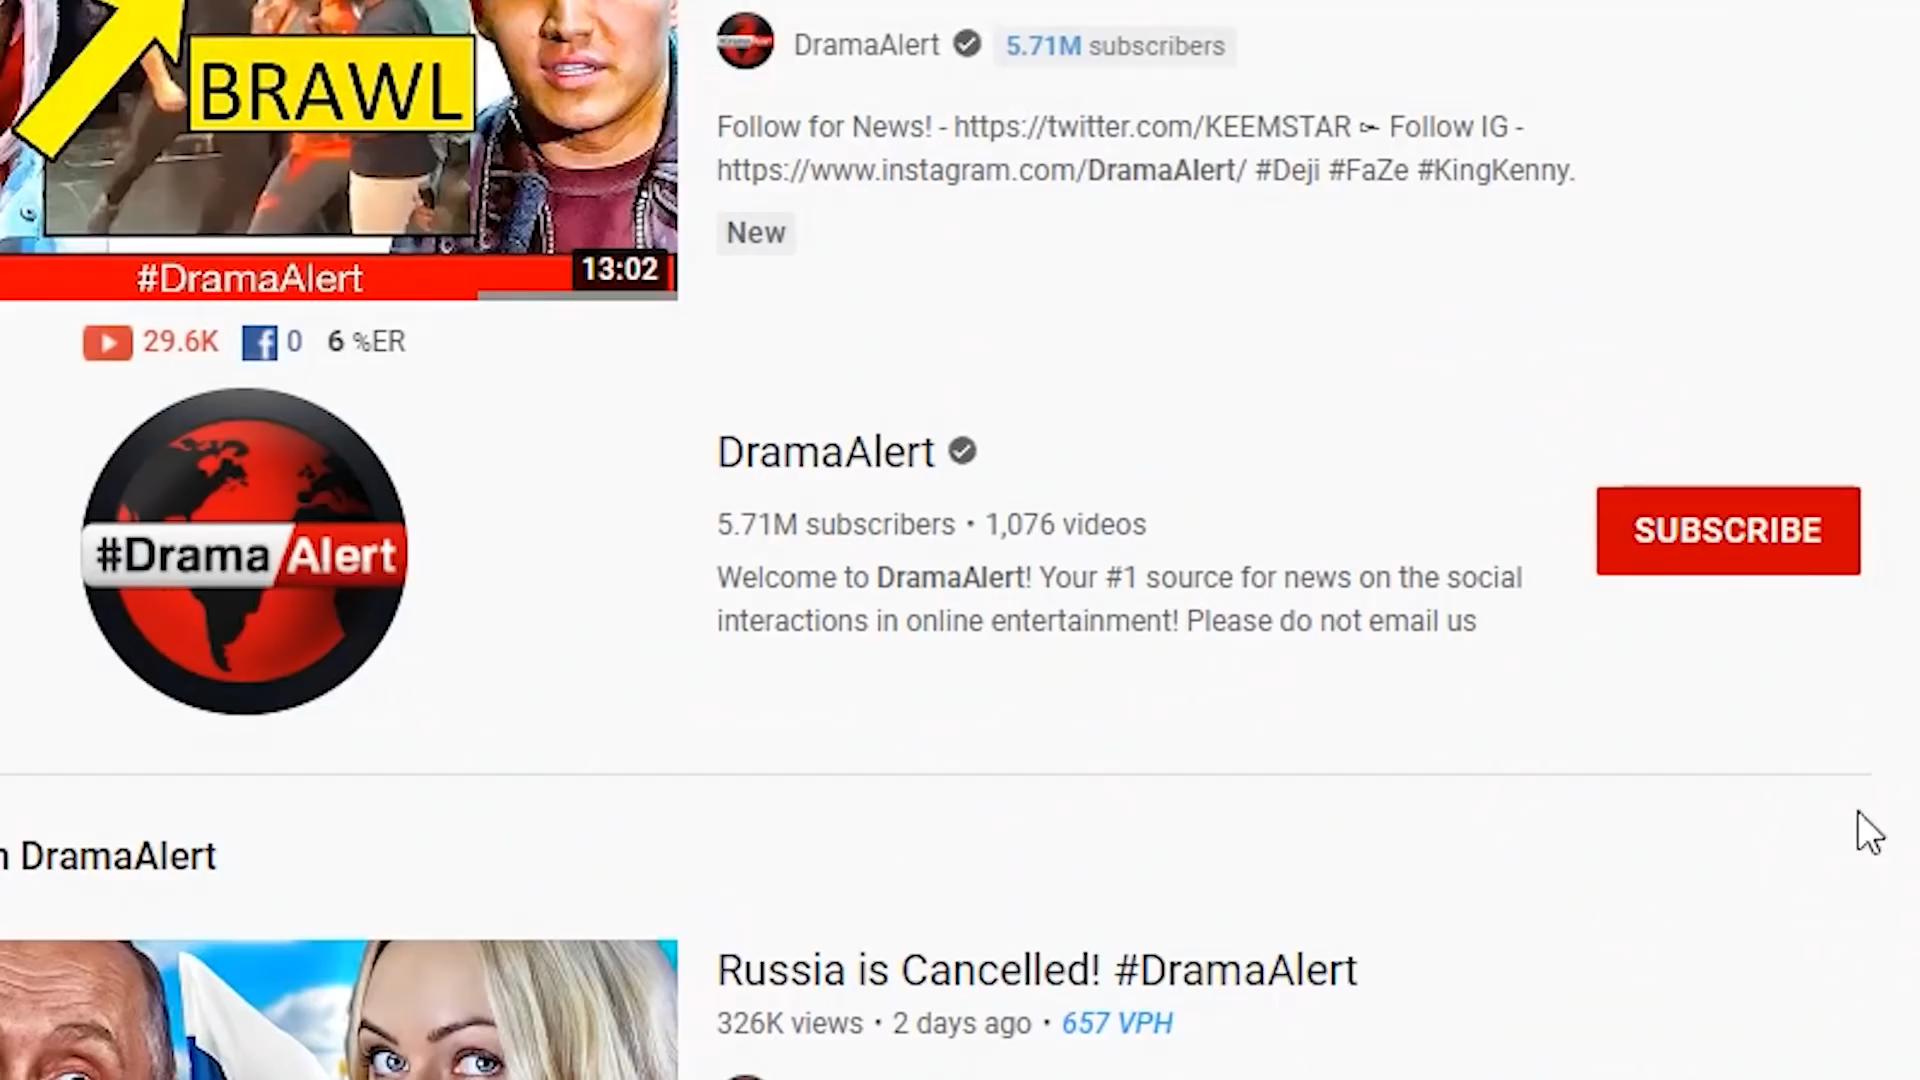 DramaAlert 5.71M subscribers
BRAWL
Follow for News! - https://twitter.com/KEEMSTAR ➛ Follow IG -
https://www.instagram.com/DramaAlert/ #Deji #FaZe #KingKenny.
New
#DramaAlert
13:02
29.6K 0 6 %ER
#Drama Alert
DramaAlert
5.71M subscribers • 1,076 videos
Welcome to DramaAlert! Your #1 source for news on the social
interactions in online entertainment! Please do not email us
SUBSCRIBE
DramaAlert
Russia is Cancelled! #DramaAlert
326K views • 2 days ago • 657 VPH